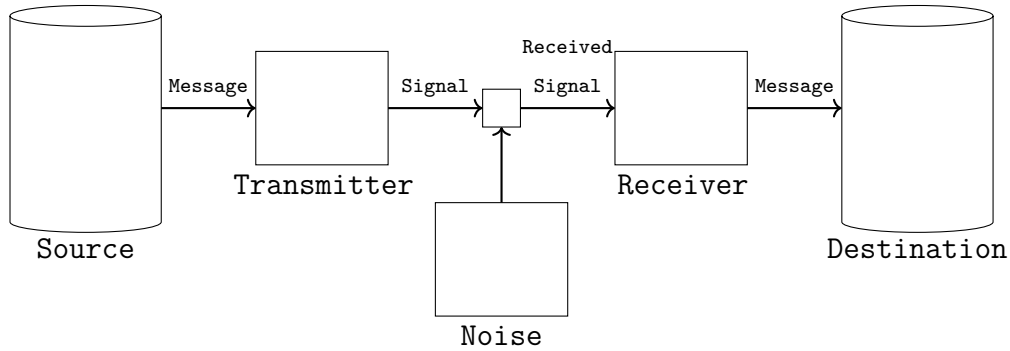 Received
Message
Signal
Signal
Message
Transmitter
Receiver
Source
Destination
Noise